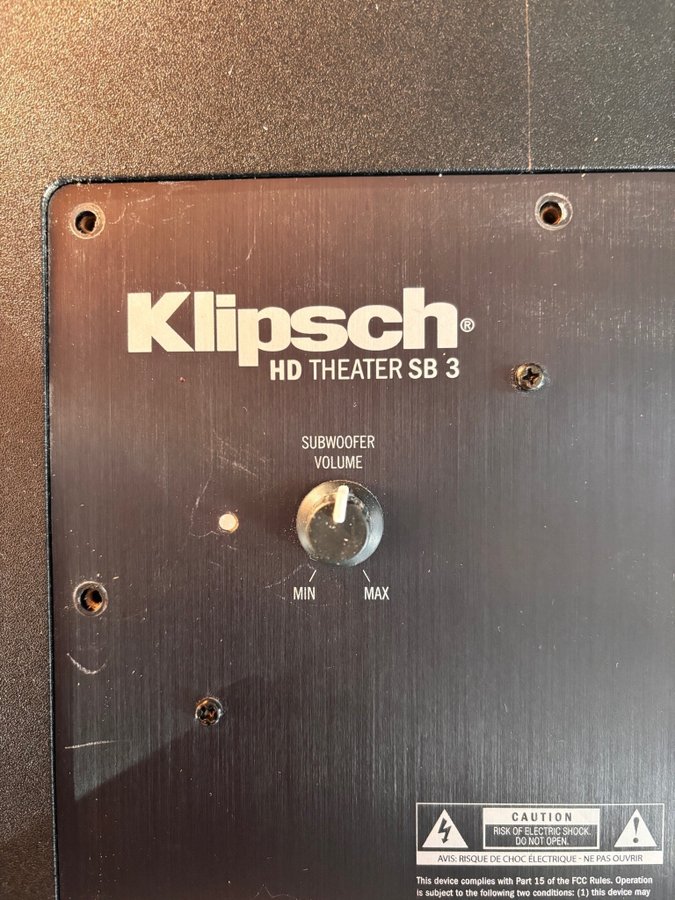 Klipsch®
HD THEATER SB 3
SUBWOOFER
VOLUME
MIN MAX
CAUTION
RISK OF ELECTRIC SHOCK.
DO NOT OPEN.
AVIS: RISQUE DE CHOC ÉLECTRIQUE - NE PAS OUVRIR
This device complies with Part 15 of the FCC Rules. Operation
is subject to the following two conditions: (1) this device may